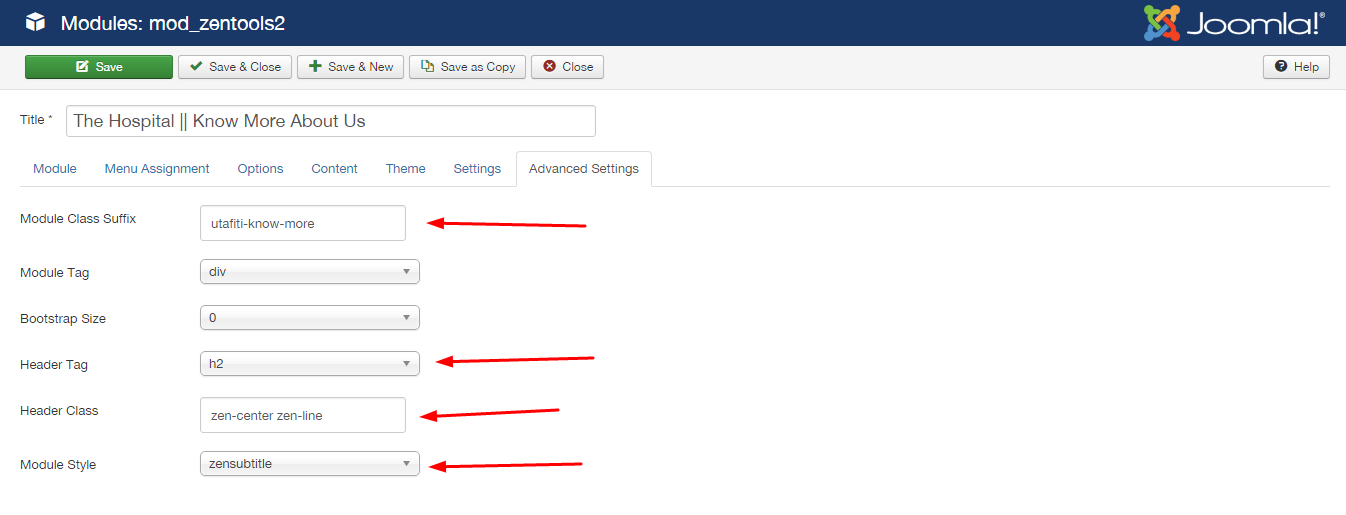 Modules: mod_zentools2
Joomla!®
Save
Save & Close
Save & New
Save as Copy
Close
Help
Title *
The Hospital || Know More About Us
Module
Menu Assignment
Options
Content
Theme
Settings
Advanced Settings
Module Class Suffix
utafiti-know-more
Module Tag
div
Bootstrap Size
0
Header Tag
h2
Header Class
zen-center zen-line
Module Style
zensubtitle